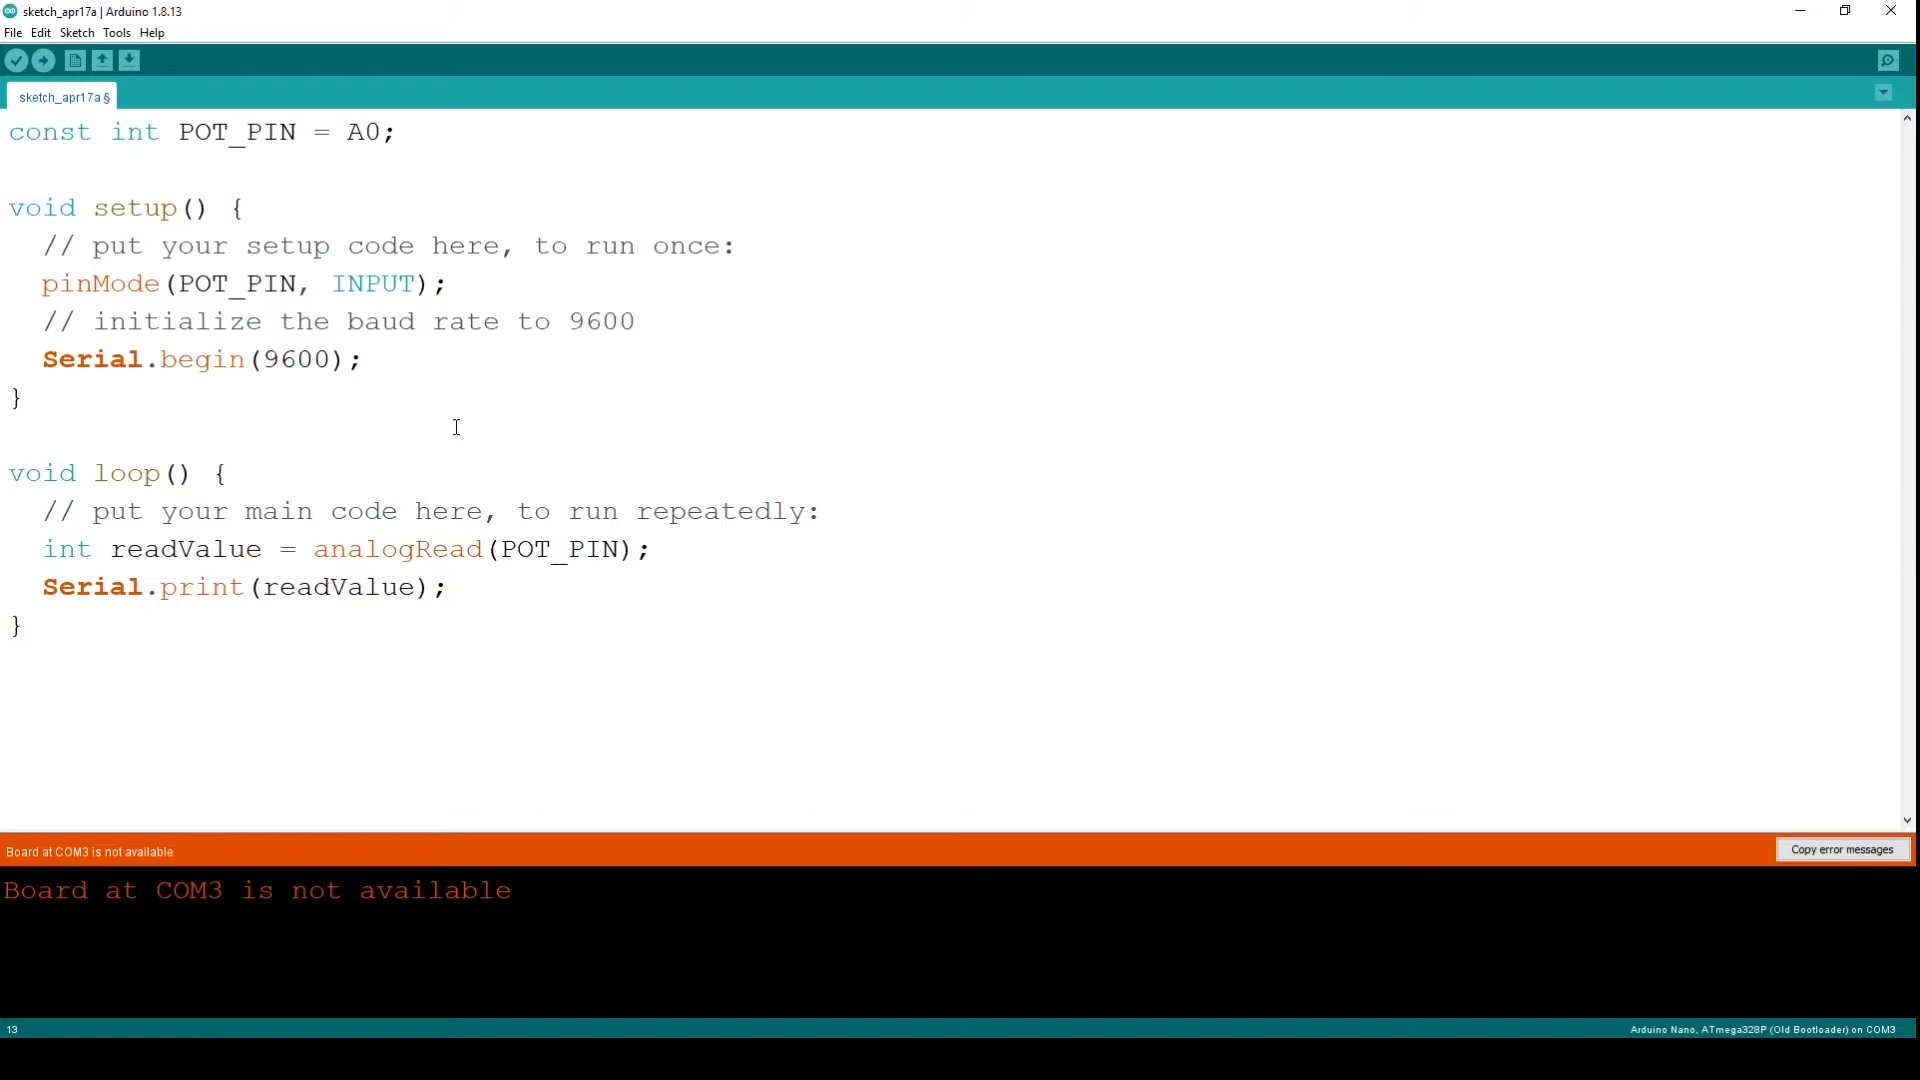 sketch_apr17a | Arduino 1.8.13
File Edit Sketch Tools Help
sketch_apr17a §
const int POT_PIN = A0;
void setup() {
// put your setup code here, to run once:
pinMode(POT_PIN, INPUT);
// initialize the baud rate to 9600
Serial.begin(9600);
}
void loop() {
// put your main code here, to run repeatedly:
int readValue = analogRead(POT_PIN);
Serial.print(readValue);
}
Board at COM3 is not available
Copy error messages
Board at COM3 is not available
13
Arduino Nano, ATmega328P (Old Bootloader) on COM3